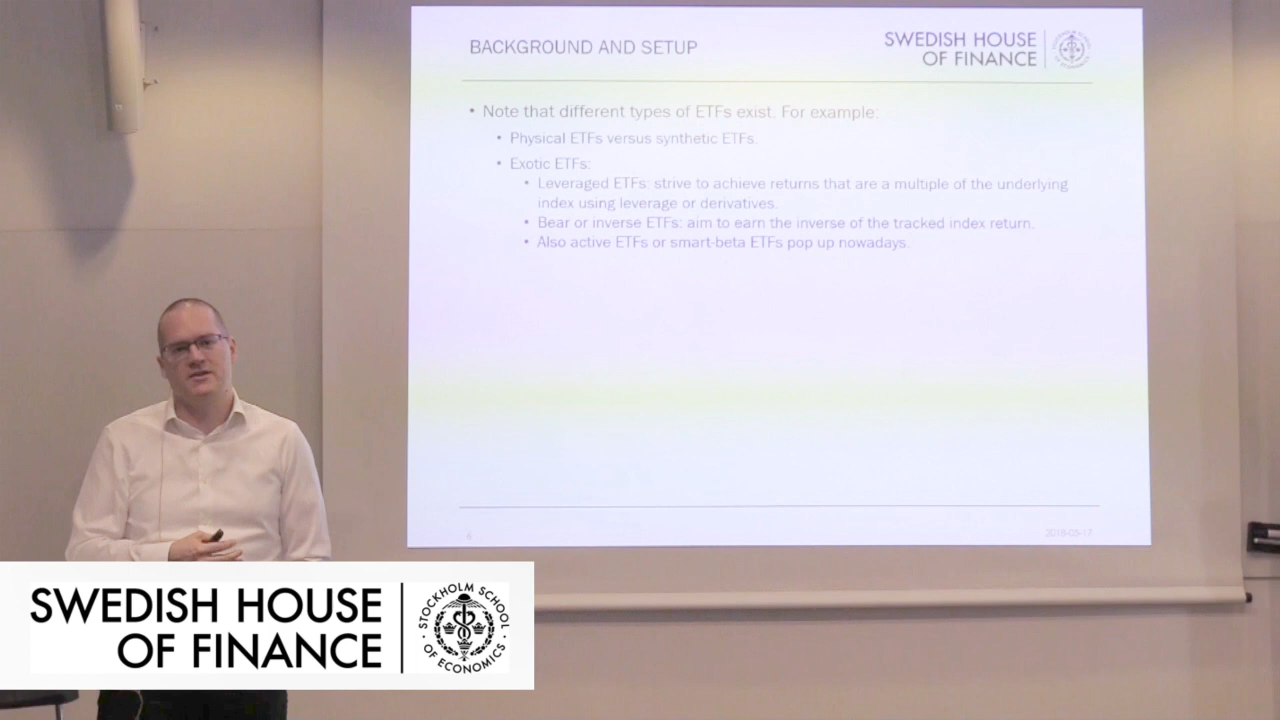 BACKGROUND AND SETUP
SWEDISH HOUSE
OF FINANCE
• Note that different types of ETFs exist. For example:
• Physical ETFs versus synthetic ETFs.
• Exotic ETFs:
• Leveraged ETFs: strive to achieve returns that are a multiple of the underlying
index using leverage or derivatives.
• Bear or inverse ETFs: aim to earn the inverse of the tracked index return.
• Also active ETFs or smart-beta ETFs pop up nowadays.
SWEDISH HOUSE
OF FINANCE
STOCKHOLM SCHOOL
OF ECONOMICS